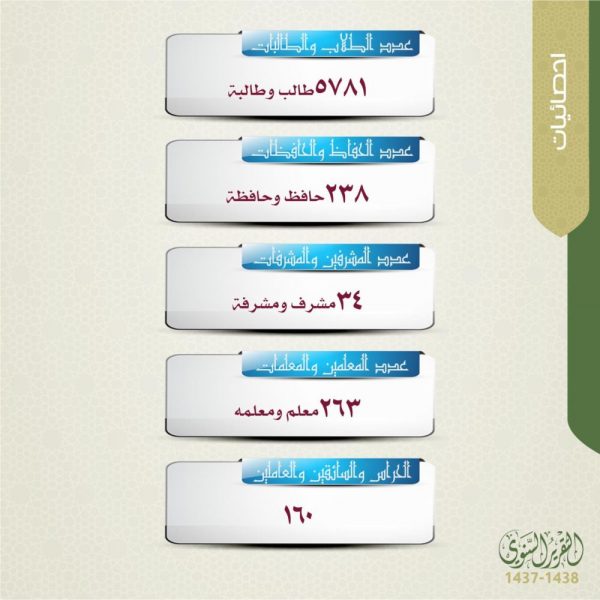 احصائيات
عدد الطلاب والطالبات
٥٧٨١ طالب وطالبة
عدد الحفاظ والحافظات
٢٣٨ حافظ وحافظة
عدد المشرفين والمشرفات
٣٤ مشرف ومشرفة
عدد المعلمين والمعلمات
٢٦٣ معلم ومعلمه
الحراس والسائقين والعاملين
١٦٠
التقرير السنوي
1437-1438